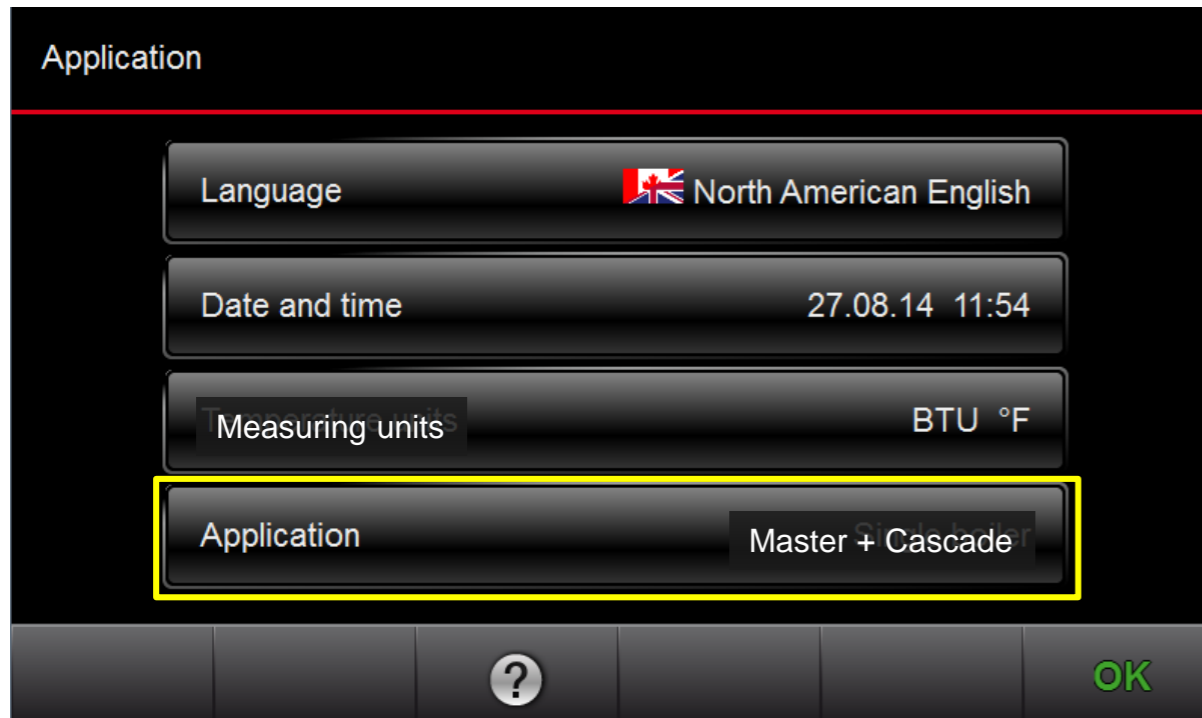 Application
Language North American English
Date and time 27.08.14 11:54
Measuring units BTU °F
Application Master + Cascade
? OK